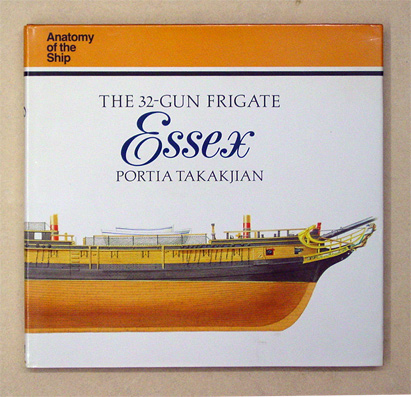 Anatomy
of the
Ship
THE 32-GUN FRIGATE
Essex
PORTIA TAKAKJIAN